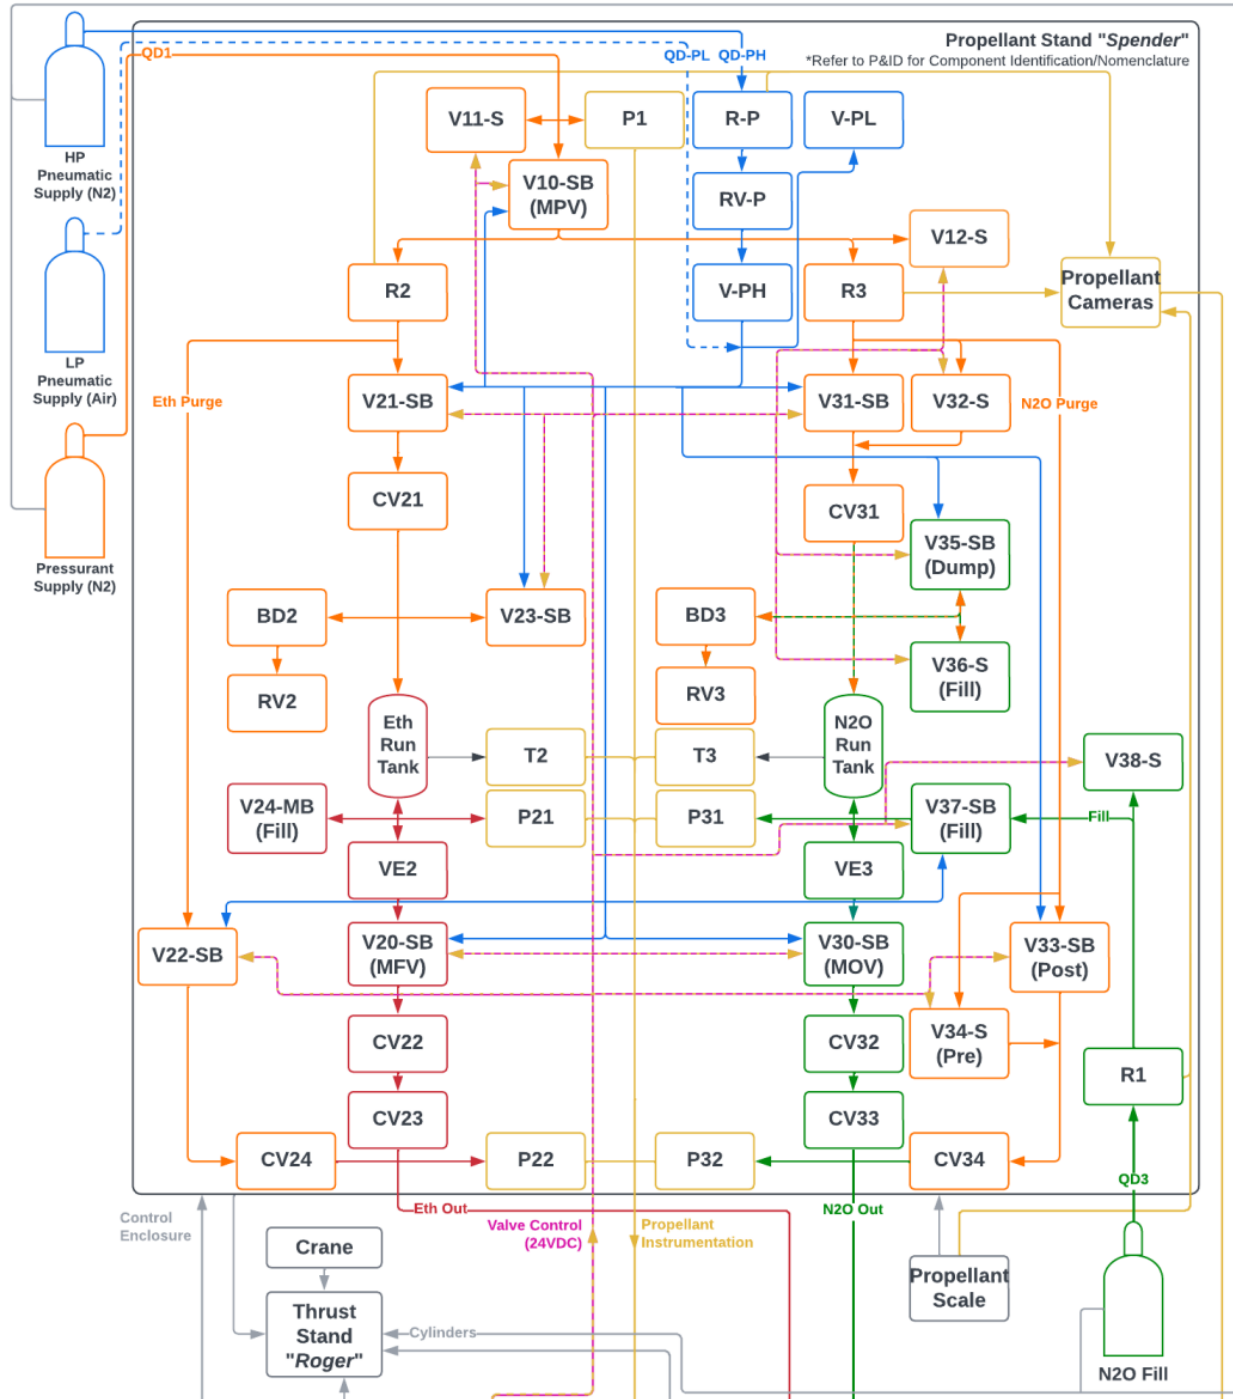 Propellant Stand "Spender"
*Refer to P&ID for Component Identification/Nomenclature
QD1
QD-PL
QD-PH
HP
Pneumatic
Supply (N2)
V11-S
P1
R-P
V-PL
V10-SB
(MPV)
RV-P
V12-S
LP
Pneumatic
Supply (Air)
R2
V-PH
R3
Propellant
Cameras
Eth Purge
V21-SB
V31-SB
V32-S
N2O Purge
Pressurant
Supply (N2)
CV21
CV31
V35-SB
(Dump)
BD2
V23-SB
BD3
V36-S
(Fill)
RV2
RV3
Eth
Run
Tank
T2
T3
N2O
Run
Tank
V38-S
V24-MB
(Fill)
P21
P31
V37-SB
(Fill)
Fill
VE2
VE3
V22-SB
V20-SB
(MFV)
V30-SB
(MOV)
V33-SB
(Post)
CV22
CV32
V34-S
(Pre)
R1
CV23
CV33
CV24
P22
P32
CV34
QD3
Control
Enclosure
Eth Out
Valve Control
(24VDC)
Propellant
Instrumentation
N2O Out
Crane
Propellant
Scale
Thrust
Stand
"Roger"
Cylinders
N2O Fill